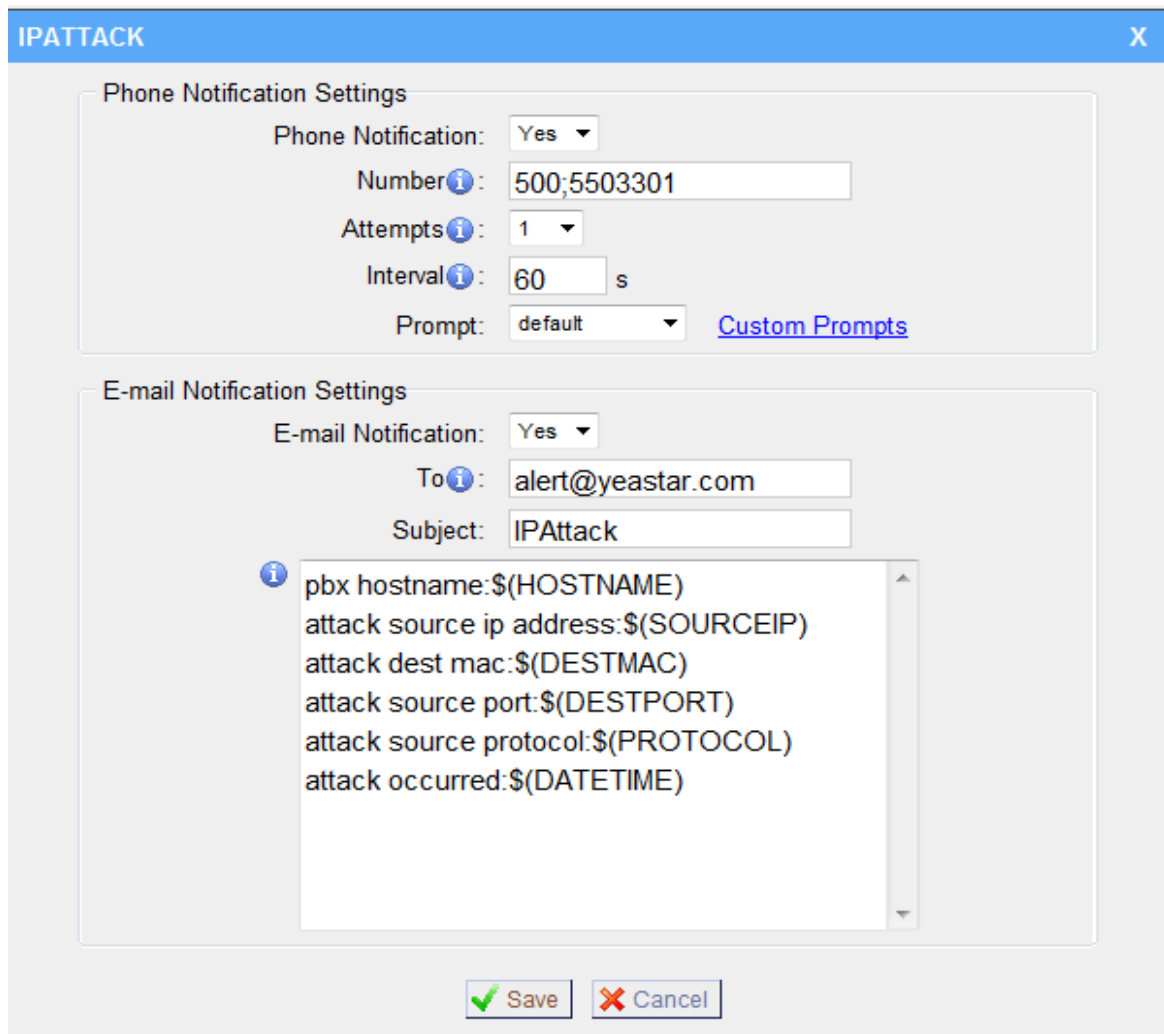 IPATTACK X
Phone Notification Settings
Phone Notification: Yes
Number: 500;5503301
Attempts: 1
Interval: 60 s
Prompt: default Custom Prompts
E-mail Notification Settings
E-mail Notification: Yes
To: alert@yeastar.com
Subject: IPAttack
pbx hostname:$(HOSTNAME)
attack source ip address:$(SOURCEIP)
attack dest mac:$(DESTMAC)
attack source port:$(DESTPORT)
attack source protocol:$(PROTOCOL)
attack occurred:$(DATETIME)
Save Cancel